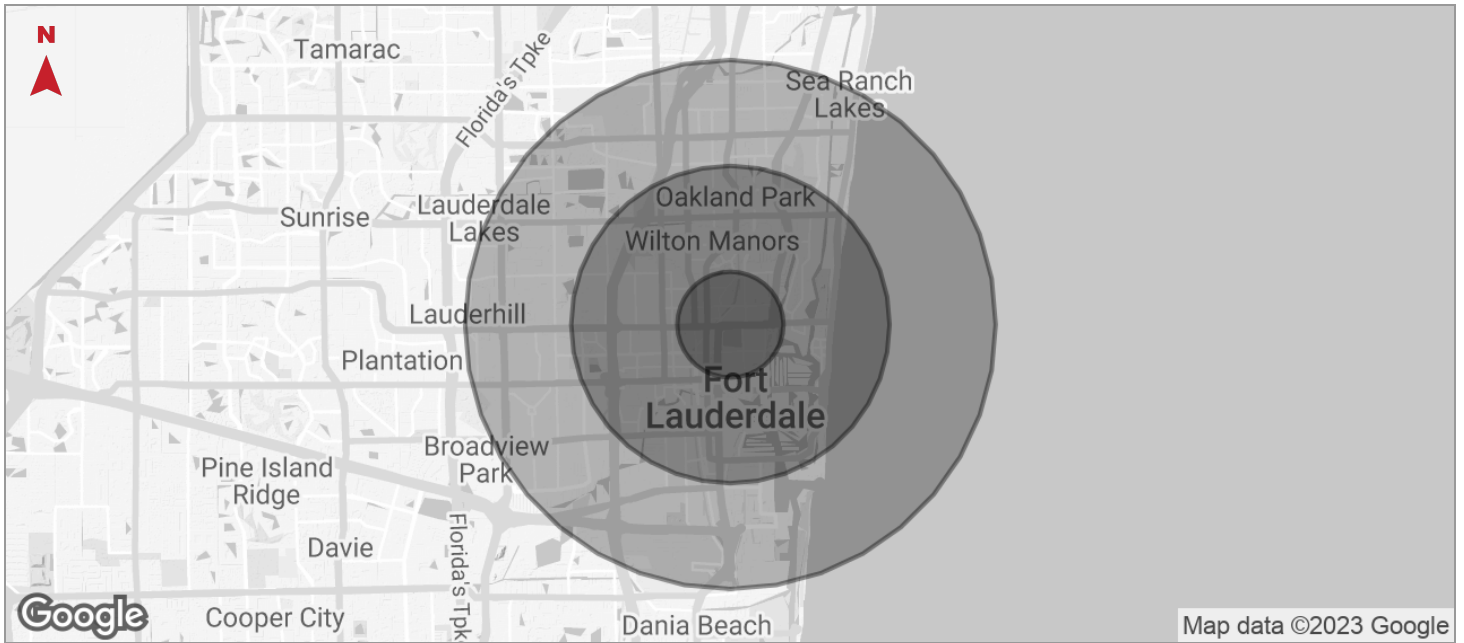 N
Tamarac
Florida's Tpke
Sea Ranch
Lakes
Oakland Park
Lauderdale
Lakes
Sunrise
Wilton Manors
Lauderhill
Plantation
Fort
Lauderdale
Broadview
Park
Pine Island
Ridge
Florida's Tpk
Davie
Google
Cooper City
Dania Beach
Map data ©2023 Google